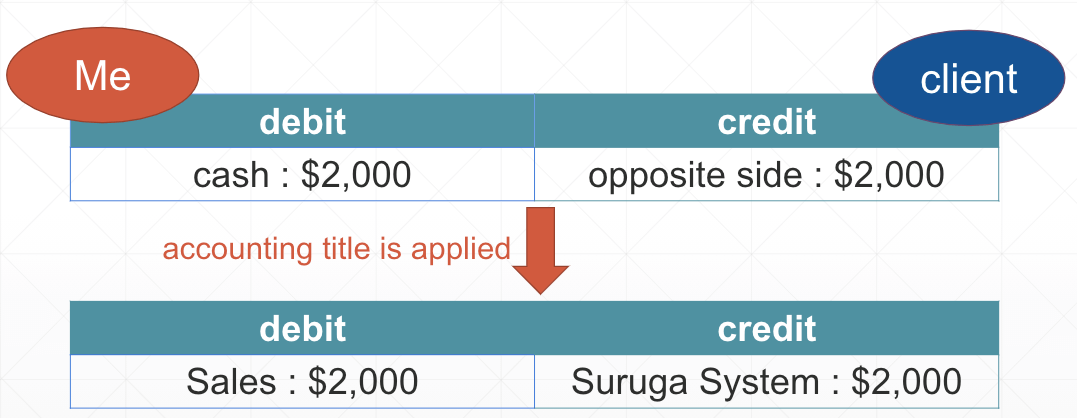 Me
client
debit credit
cash : $2,000 opposite side : $2,000
accounting title is applied
debit credit
Sales : $2,000 Suruga System : $2,000